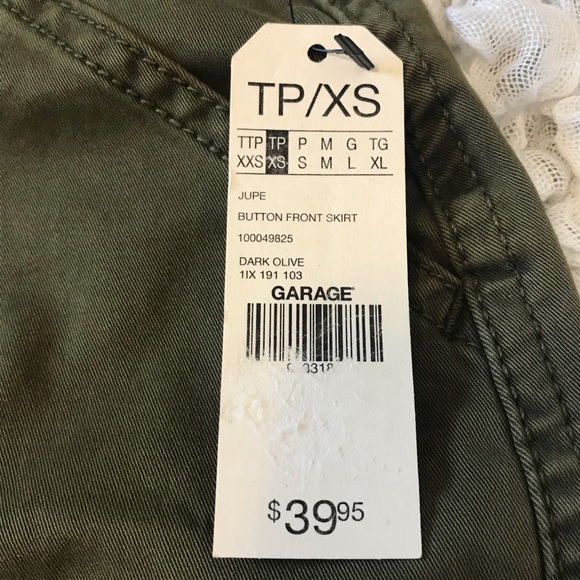 TP/XS
TTP TP P M G TG
XXS XS S M L XL
JUPE
BUTTON FRONT SKIRT
100049825
DARK OLIVE
1IX 191 103
GARAGE
$39.95